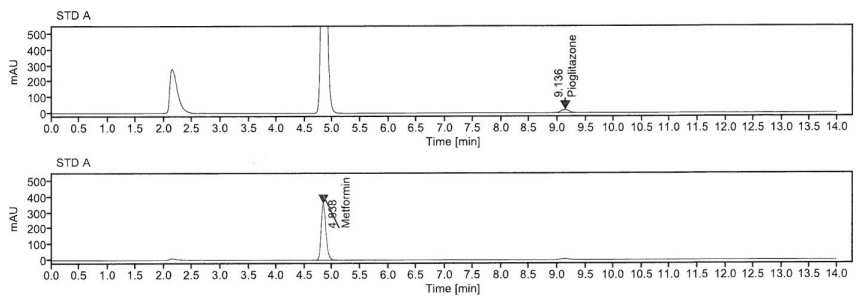 STD A
mAU
500
400
300
200
100
0
9.136
Pioglitazone
0.0 0.5 1.0 1.5 2.0 2.5 3.0 3.5 4.0 4.5 5.0 5.5 6.0 6.5 7.0 7.5 8.0 8.5 9.0 9.5 10.0 10.5 11.0 11.5 12.0 12.5 13.0 13.5 14.0
Time [min]
STD A
mAU
500
400
300
200
100
0
4.838
Metformin
0.0 0.5 1.0 1.5 2.0 2.5 3.0 3.5 4.0 4.5 5.0 5.5 6.0 6.5 7.0 7.5 8.0 8.5 9.0 9.5 10.0 10.5 11.0 11.5 12.0 12.5 13.0 13.5 14.0
Time [min]